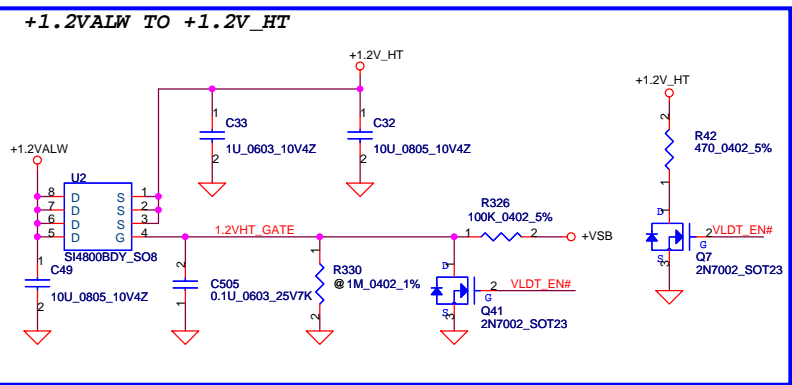 +1.2VALW TO +1.2V_HT
+1.2V_HT
+1.2V_HT
1
C33
1U_0603_10V4Z
2
1
C32
10U_0805_10V4Z
2
2
R42
470_0402_5%
1
+1.2VALW
U2
8 D S 1
7 D S 2
6 D S 3
5 D G 4
SI4800BDY_SO8
1
C49
10U_0805_10V4Z
2
1.2VHT_GATE
2
C505
0.1U_0603_25V7K
1
1
R330
@ 1M_0402_1%
2
R326
100K_0402_5%
1 2 +VSB
D 1
2 VLDT_EN#
G
S 3
Q41
2N7002_SOT23
D 1
2 VLDT_EN#
G
S 3
Q7
2N7002_SOT23